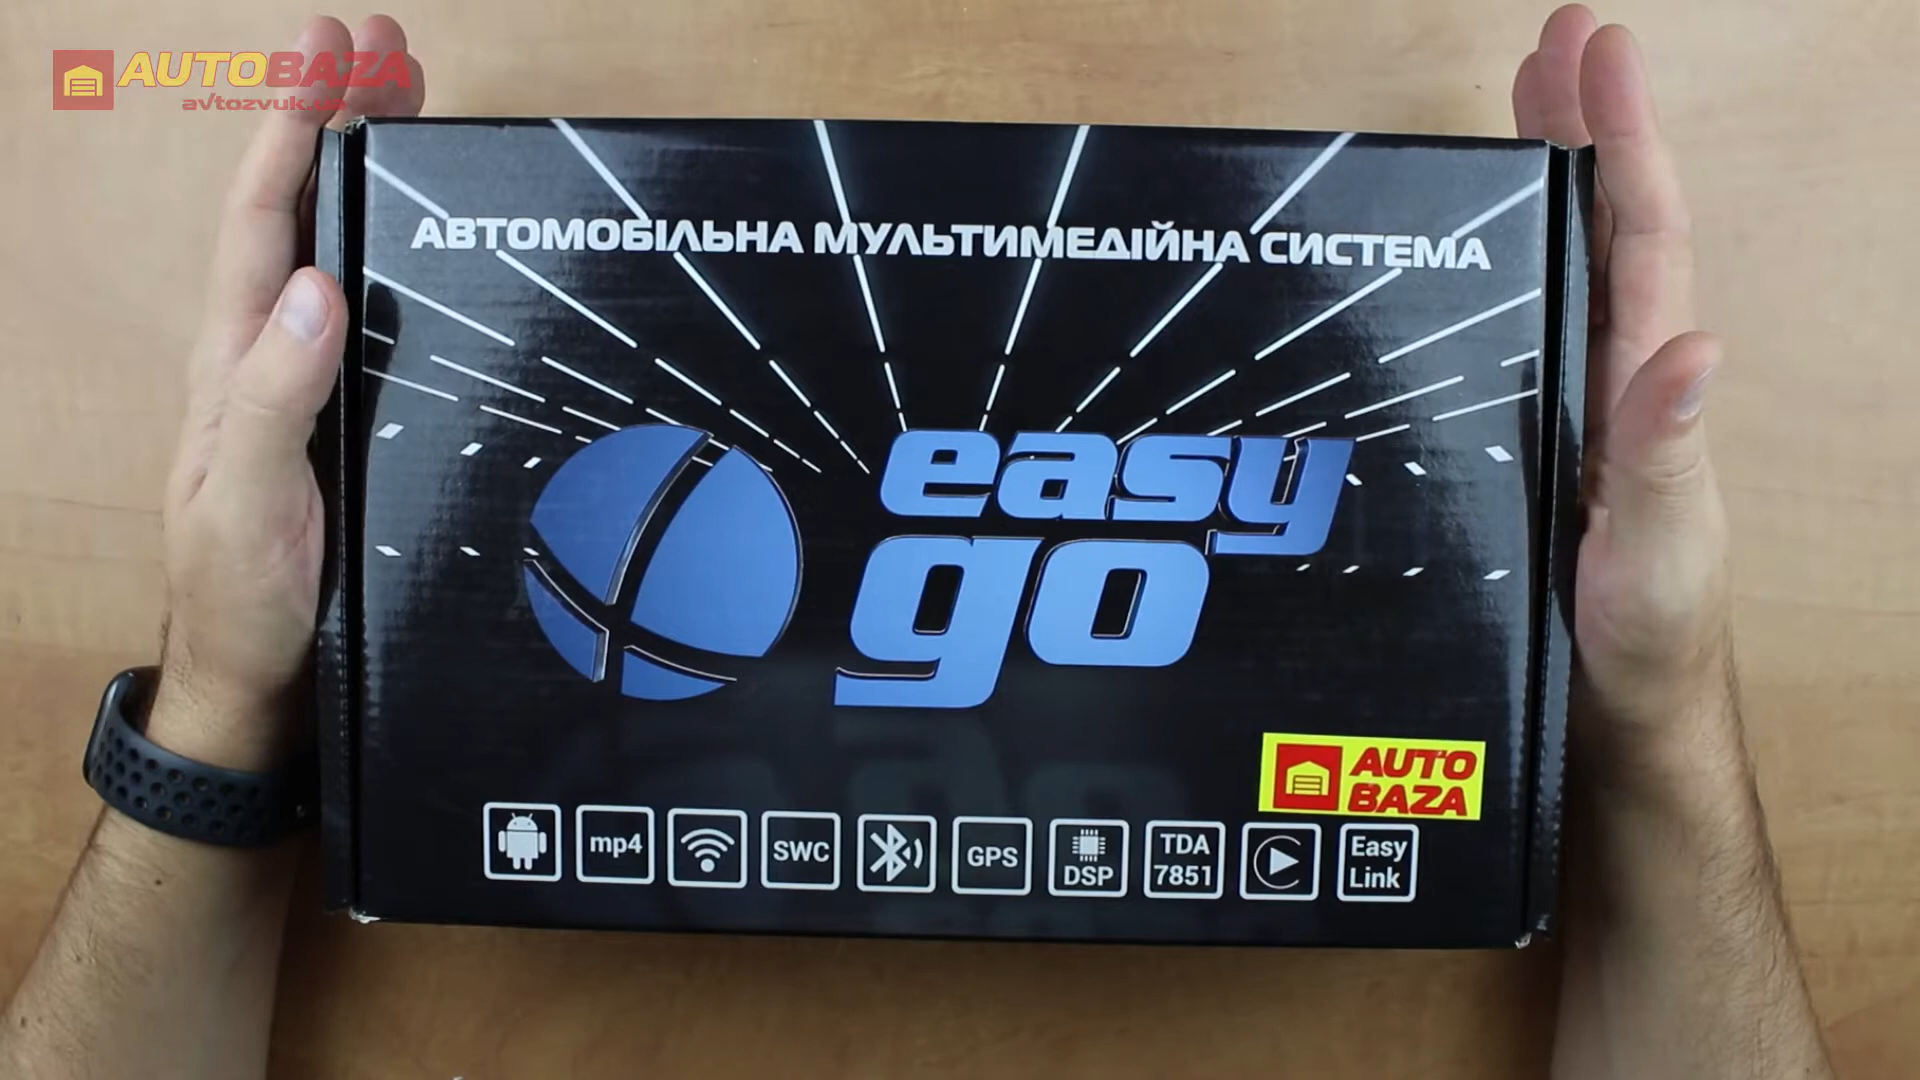 AUTOBAZA
avtozvuk.ua
АВТОМОБІЛЬНА МУЛЬТИМЕДІЙНА СИСТЕМА
easy
go
AUTO
BAZA
mp4
SWC
GPS
DSP
TDA
7851
Easy
Link